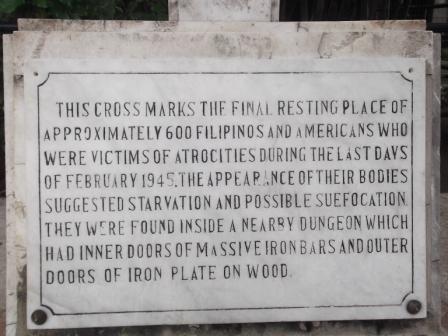 THIS CROSS MARKS THE FINAL RESTING PLACE OF
APPROXIMATELY 600 FILIPINOS AND AMERICANS WHO
WERE VICTIMS OF ATROCITIES DURING THE LAST DAYS
OF FEBRUARY 1945. THE APPEARANCE OF THEIR BODIES
SUGGESTED STARVATION AND POSSIBLE SUEFOCATION.
THEY WERE FOUND INSIDE A NEARBY DUNGEON WHICH
HAD INNER DOORS OF MASSIVE IRON BARS AND OUTER
DOORS OF IRON PLATE ON WOOD.